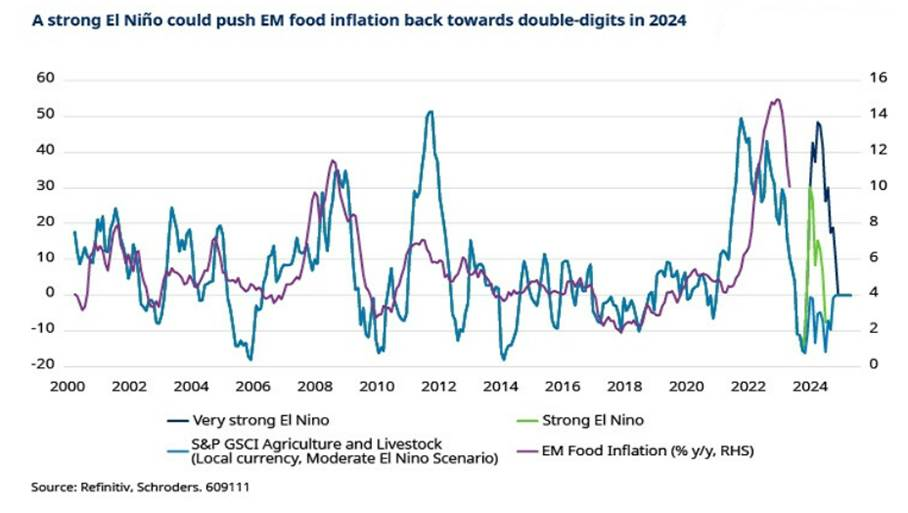 A strong El Niño could push EM food inflation back towards double-digits in 2024
60 16
50 14
40 12
30 10
20 8
10 6
0 4
-10 2
-20 0
2000 2002 2004 2006 2008 2010 2012 2014 2016 2018 2020 2022 2024
Very strong El Nino
Strong El Nino
S&P GSCI Agriculture and Livestock
(Local currency, Moderate El Nino Scenario)
EM Food Inflation (% y/y, RHS)
Source: Refinitiv, Schroders. 609111